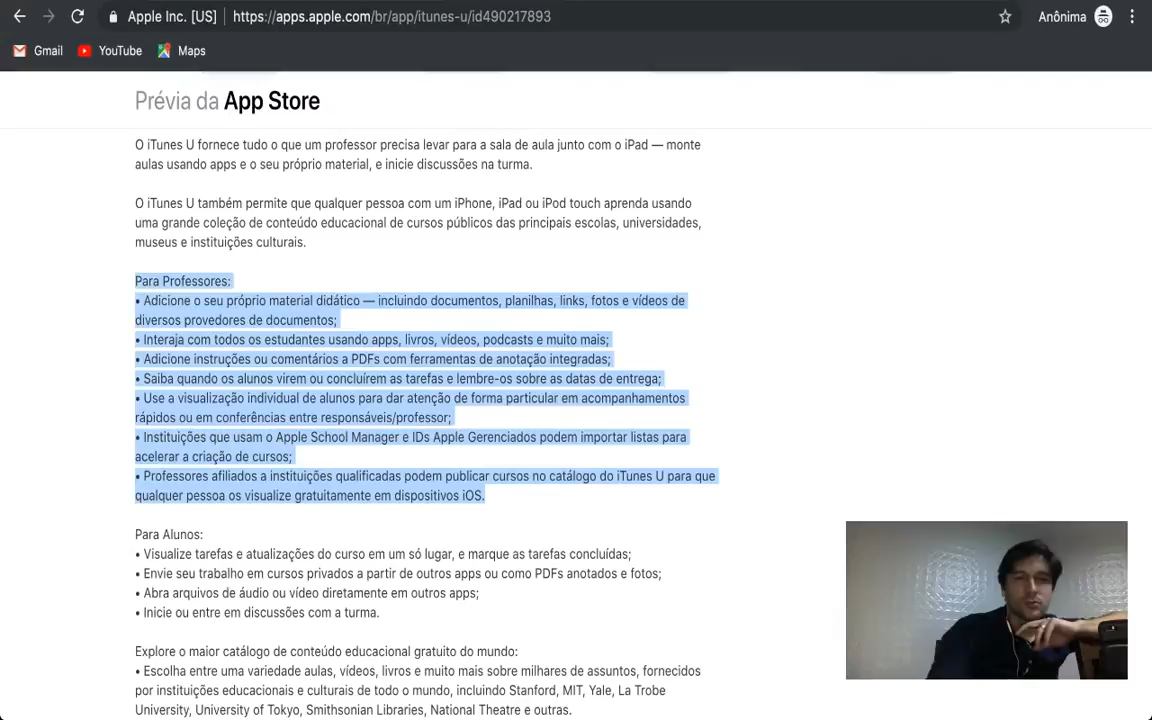 Apple Inc. [US] https://apps.apple.com/br/app/itunes-u/id490217893
Anônima
Gmail YouTube Maps
Prévia da App Store
O iTunes U fornece tudo o que um professor precisa levar para a sala de aula junto com o iPad — monte
aulas usando apps e o seu próprio material, e inicie discussões na turma.
O iTunes U também permite que qualquer pessoa com um iPhone, iPad ou iPod touch aprenda usando
uma grande coleção de conteúdo educacional de cursos públicos das principais escolas, universidades,
museus e instituições culturais.
Para Professores:
• Adicione o seu próprio material didático — incluindo documentos, planilhas, links, fotos e vídeos de
diversos provedores de documentos;
• Interaja com todos os estudantes usando apps, livros, vídeos, podcasts e muito mais;
• Adicione instruções ou comentários a PDFs com ferramentas de anotação integradas;
• Saiba quando os alunos virem ou concluírem as tarefas e lembre-os sobre as datas de entrega;
• Use a visualização individual de alunos para dar atenção de forma particular em acompanhamentos
rápidos ou em conferências entre responsáveis/professor;
• Instituições que usam o Apple School Manager e IDs Apple Gerenciados podem importar listas para
acelerar a criação de cursos;
• Professores afiliados a instituições qualificadas podem publicar cursos no catálogo do iTunes U para que
qualquer pessoa os visualize gratuitamente em dispositivos iOS.
Para Alunos:
• Visualize tarefas e atualizações do curso em um só lugar, e marque as tarefas concluídas;
• Envie seu trabalho em cursos privados a partir de outros apps ou como PDFs anotados e fotos;
• Abra arquivos de áudio ou vídeo diretamente em outros apps;
• Inicie ou entre em discussões com a turma.
Explore o maior catálogo de conteúdo educacional gratuito do mundo:
• Escolha entre uma variedade aulas, vídeos, livros e muito mais sobre milhares de assuntos, fornecidos
por instituições educacionais e culturais de todo o mundo, incluindo Stanford, MIT, Yale, La Trobe
University, University of Tokyo, Smithsonian Libraries, National Theatre e outras.